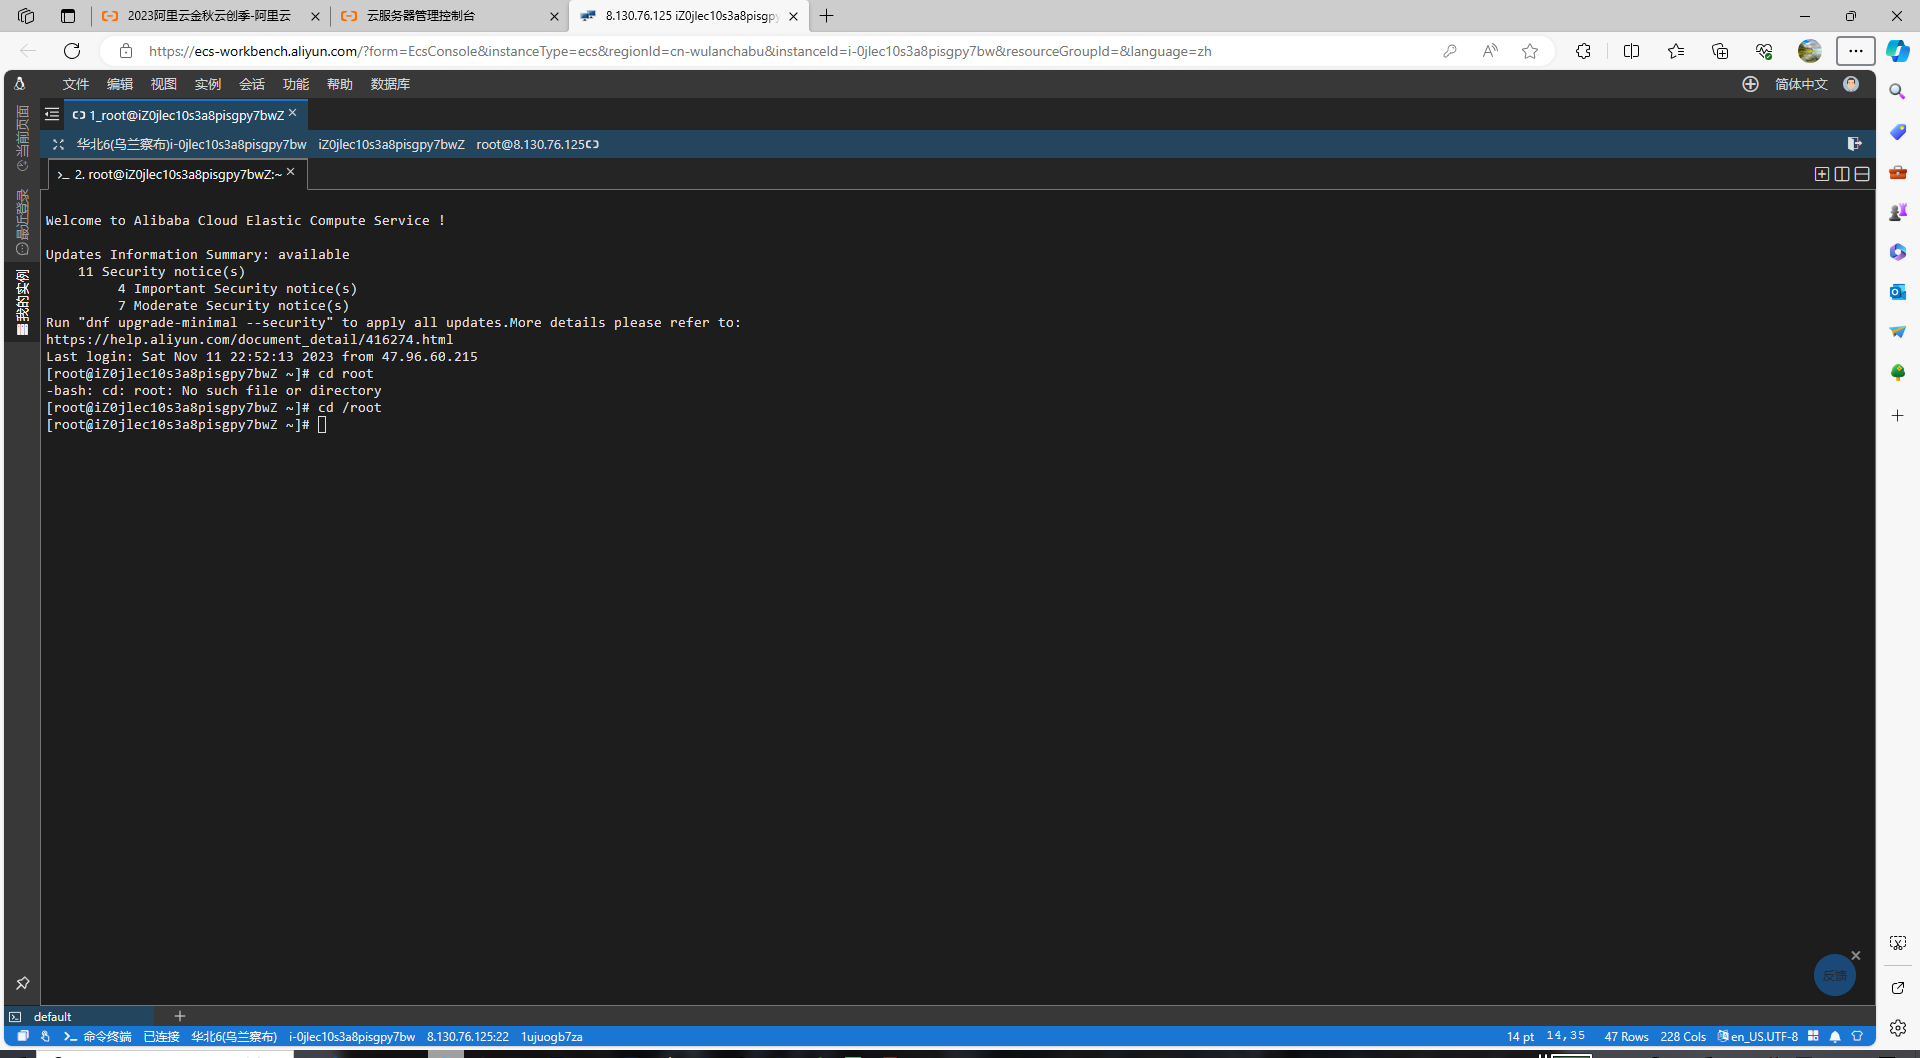 2023阿里云金秋云创季-阿里云
云服务器管理控制台
8.130.76.125 iZ0jlec10s3a8pisgpy
https://ecs-workbench.aliyun.com/?form=EcsConsole&instanceType=ecs&regionId=cn-wulanchabu&instanceId=i-0jlec10s3a8pisgpy7bw&resourceGroupId=&language=zh
文件 编辑 视图 实例 会话 功能 帮助 数据库
简体中文
当前页面
最近登录
我的实例
1_root@iZ0jlec10s3a8pisgpy7bwZ
华北6(乌兰察布)i-0jlec10s3a8pisgpy7bw iZ0jlec10s3a8pisgpy7bwZ root@8.130.76.125
2. root@iZ0jlec10s3a8pisgpy7bwZ:~
Welcome to Alibaba Cloud Elastic Compute Service !
Updates Information Summary: available
11 Security notice(s)
4 Important Security notice(s)
7 Moderate Security notice(s)
Run "dnf upgrade-minimal --security" to apply all updates.More details please refer to:
https://help.aliyun.com/document_detail/416274.html
Last login: Sat Nov 11 22:52:13 2023 from 47.96.60.215
[root@iZ0jlec10s3a8pisgpy7bwZ ~]# cd root
-bash: cd: root: No such file or directory
[root@iZ0jlec10s3a8pisgpy7bwZ ~]# cd /root
[root@iZ0jlec10s3a8pisgpy7bwZ ~]#
反馈
default
命令终端 已连接 华北6(乌兰察布) i-0jlec10s3a8pisgpy7bw 8.130.76.125:22 1ujuogb7za
14 pt 14,35 47 Rows 228 Cols en_US.UTF-8